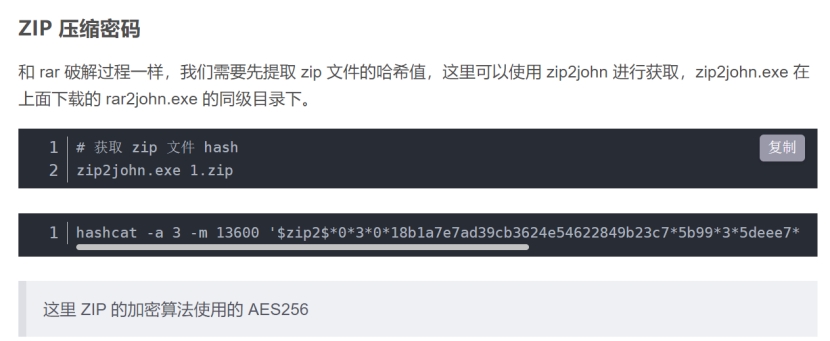 ZIP 压缩密码
和 rar 破解过程一样，我们需要先提取 zip 文件的哈希值，这里可以使用 zip2john 进行获取，zip2john.exe 在
上面下载的 rar2john.exe 的同级目录下。
1 # 获取 zip 文件 hash
复制
2 zip2john.exe 1.zip
1 hashcat -a 3 -m 13600 '$zip2$*0*3*0*18b1a7e7ad39cb3624e54622849b23c7*5b99*3*5deee7*
这里 ZIP 的加密算法使用的 AES256